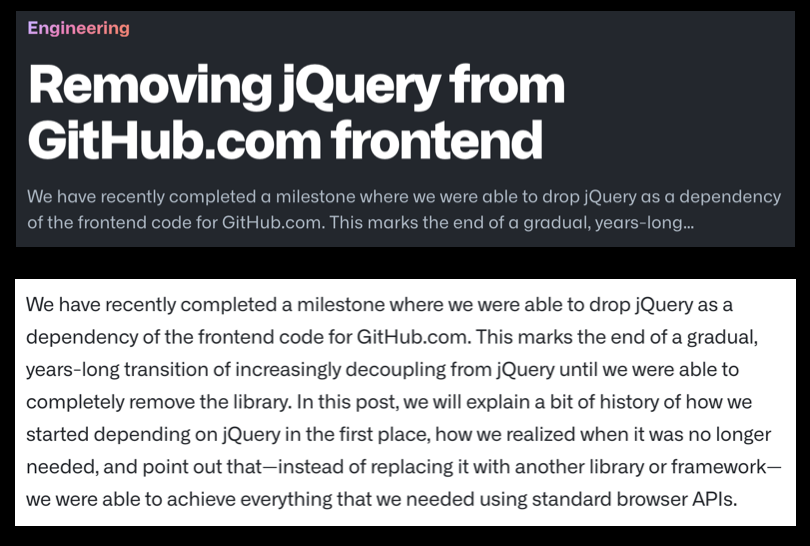 Engineering
Removing jQuery from
GitHub.com frontend
We have recently completed a milestone where we were able to drop jQuery as a dependency
of the frontend code for GitHub.com. This marks the end of a gradual, years-long...
We have recently completed a milestone where we were able to drop jQuery as a
dependency of the frontend code for GitHub.com. This marks the end of a gradual,
years-long transition of increasingly decoupling from jQuery until we were able to
completely remove the library. In this post, we will explain a bit of history of how we
started depending on jQuery in the first place, how we realized when it was no longer
needed, and point out that—instead of replacing it with another library or framework—
we were able to achieve everything that we needed using standard browser APIs.